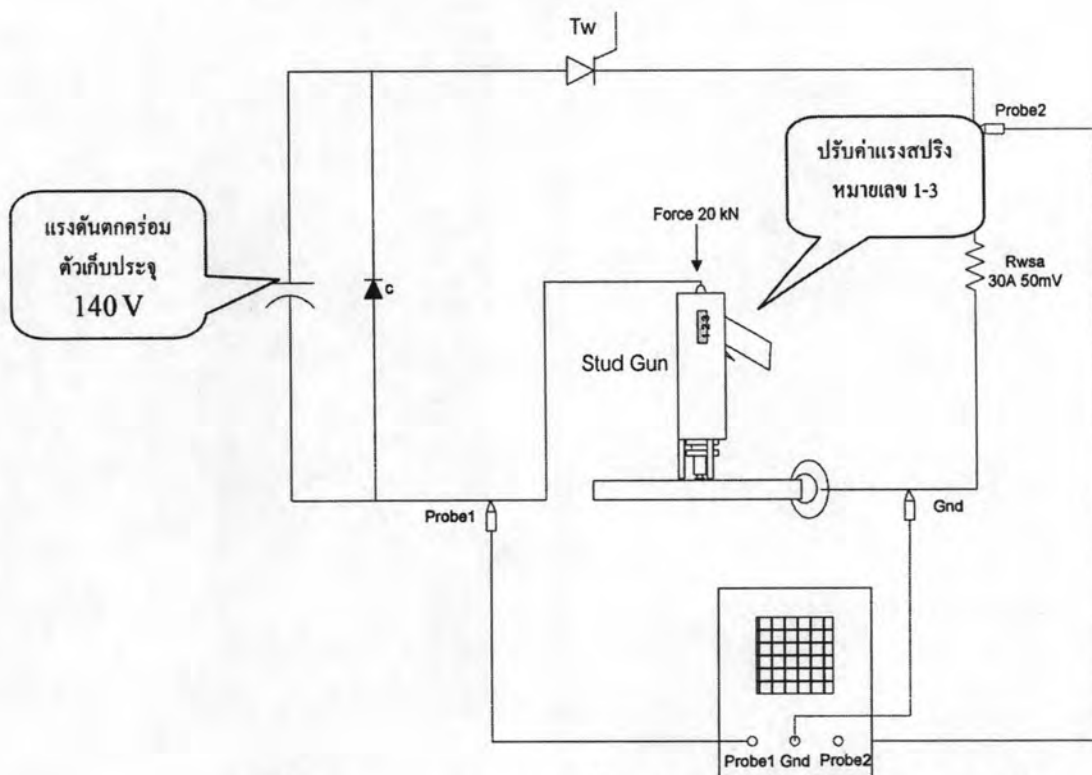 Tw
Probe2
ปรับค่าแรงสปริง
หมายเลข 1-3
แรงดันตกคร่อม
ตัวเก็บประจุ
140 V
Force 20 kN
Rwsa
30A 50mV
C
1-2-3
Stud Gun
Probe1
Gnd
Probe1 Gnd Probe2